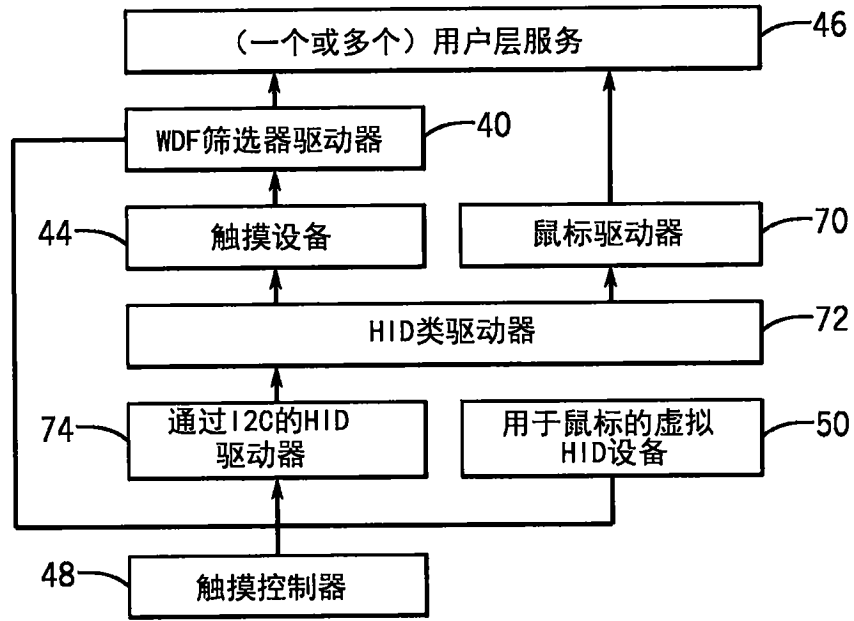 （一个或多个）用户层服务
46
WDF筛选器驱动器
40
44
触摸设备
鼠标驱动器
70
HID类驱动器
72
74
通过I2C的HID
驱动器
用于鼠标的虚拟
HID设备
50
48
触摸控制器